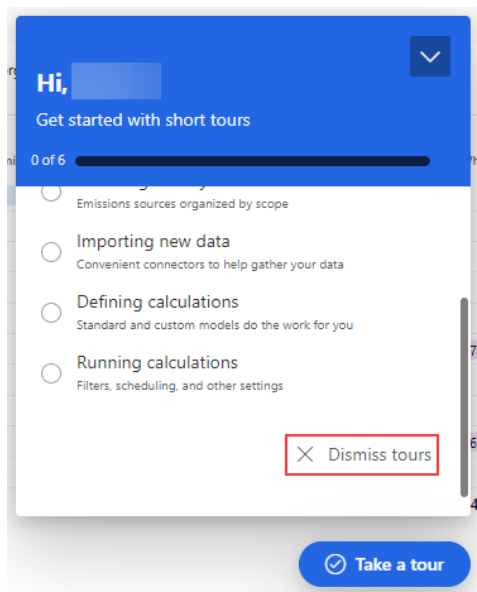 Hi,
Get started with short tours
0 of 6
Emissions sources organized by scope
Importing new data
Convenient connectors to help gather your data
Defining calculations
Standard and custom models do the work for you
Running calculations
Filters, scheduling, and other settings
Dismiss tours
Take a tour